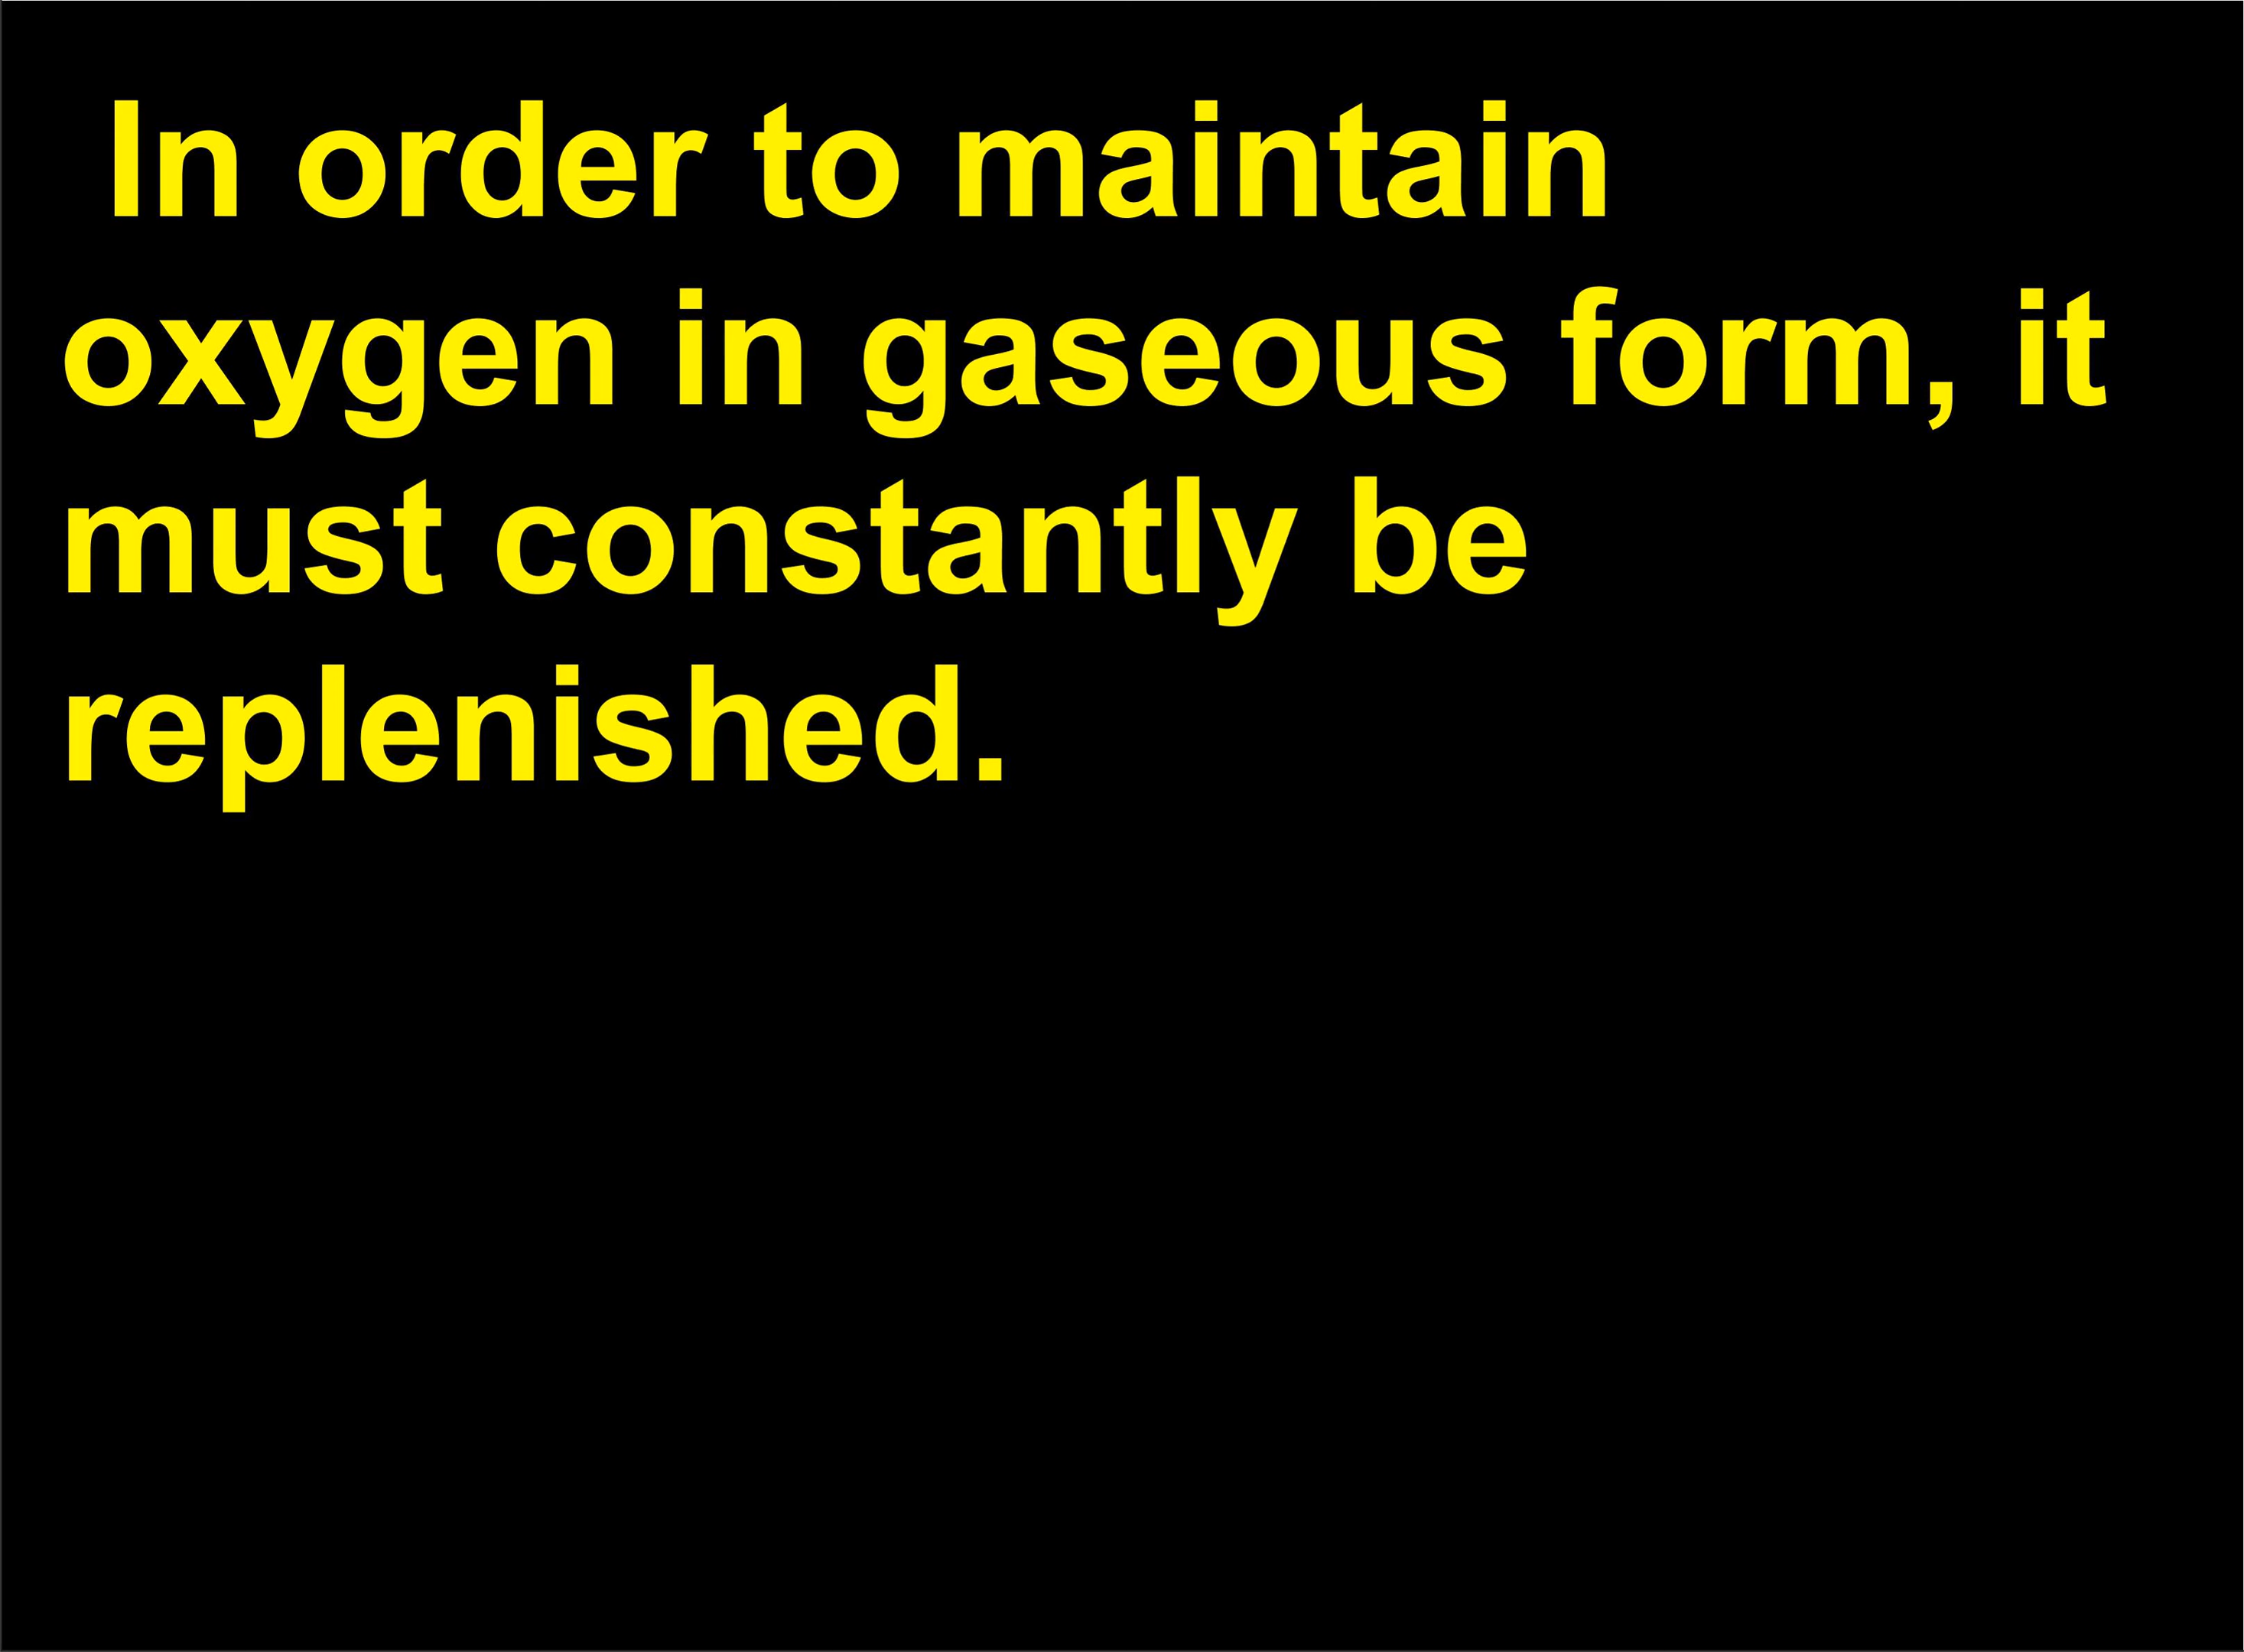 In order to maintain
oxygen in gaseous form, it
must constantly be
replenished.